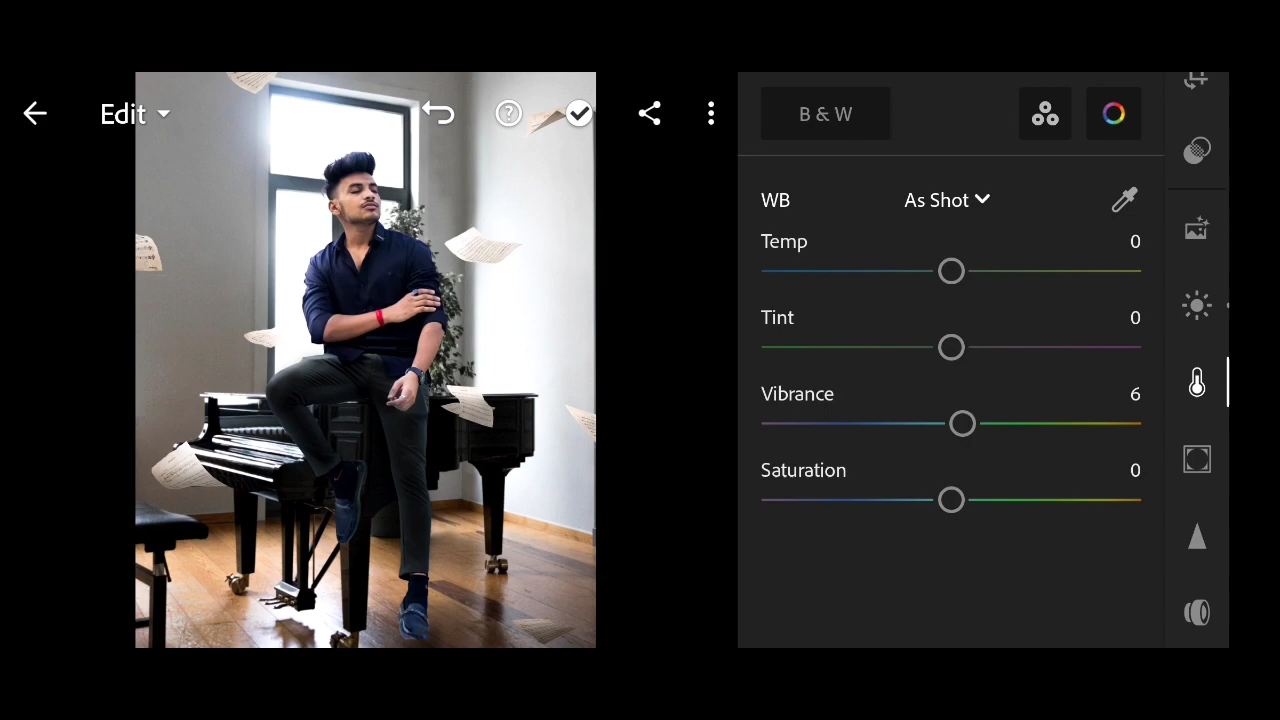 Edit
?
B & W
WB As Shot
Temp 0
Tint 0
Vibrance 6
Saturation 0